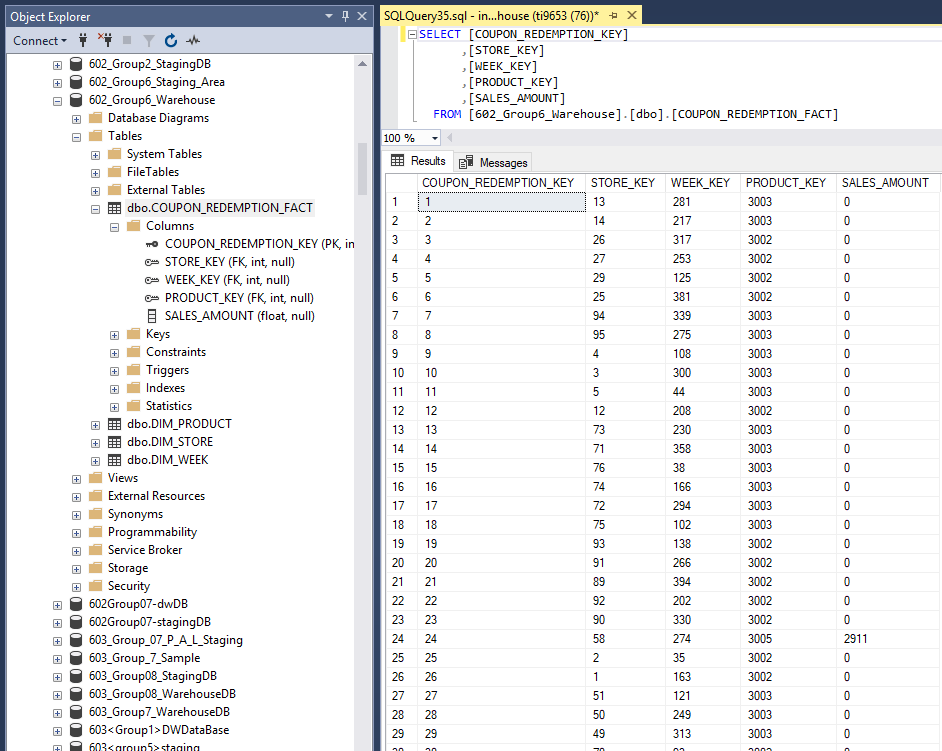 Object Explorer
Connect
602_Group2_StagingDB
602_Group6_Staging_Area
602_Group6_Warehouse
Database Diagrams
Tables
System Tables
FileTables
External Tables
dbo.COUPON_REDEMPTION_FACT
Columns
COUPON_REDEMPTION_KEY (PK, in
STORE_KEY (FK, int, null)
WEEK_KEY (FK, int, null)
PRODUCT_KEY (FK, int, null)
SALES_AMOUNT (float, null)
Keys
Constraints
Triggers
Indexes
Statistics
dbo.DIM_PRODUCT
dbo.DIM_STORE
dbo.DIM_WEEK
Views
External Resources
Synonyms
Programmability
Service Broker
Storage
Security
602Group07-dwDB
602Group07-stagingDB
603_Group_07_P_A_L_Staging
603_Group_7_Sample
603_Group08_StagingDB
603_Group08_WarehouseDB
603_Group_7_WarehouseDB
603<Group1>DWDataBase
603<group5>staging
SQLQuery35.sql - in...house (ti9653 (76))*
SELECT [COUPON_REDEMPTION_KEY]
,[STORE_KEY]
,[WEEK_KEY]
,[PRODUCT_KEY]
,[SALES_AMOUNT]
FROM [602_Group6_Warehouse].[dbo].[COUPON_REDEMPTION_FACT]
100 %
Results Messages
COUPON_REDEMPTION_KEY STORE_KEY WEEK_KEY PRODUCT_KEY SALES_AMOUNT
1 1 13 281 3003 0
2 2 14 217 3003 0
3 3 26 317 3002 0
4 4 27 253 3002 0
5 5 29 125 3002 0
6 6 25 381 3002 0
7 7 94 339 3003 0
8 8 95 275 3003 0
9 9 4 108 3003 0
10 10 3 300 3003 0
11 11 5 44 3003 0
12 12 12 208 3002 0
13 13 73 230 3003 0
14 14 71 358 3003 0
15 15 76 38 3003 0
16 16 74 166 3003 0
17 17 72 294 3003 0
18 18 75 102 3003 0
19 19 93 138 3002 0
20 20 91 266 3002 0
21 21 89 394 3002 0
22 22 92 202 3002 0
23 23 90 330 3002 0
24 24 58 274 3005 2911
25 25 2 35 3002 0
26 26 1 163 3002 0
27 27 51 121 3003 0
28 28 50 249 3003 0
29 29 49 313 3003 0